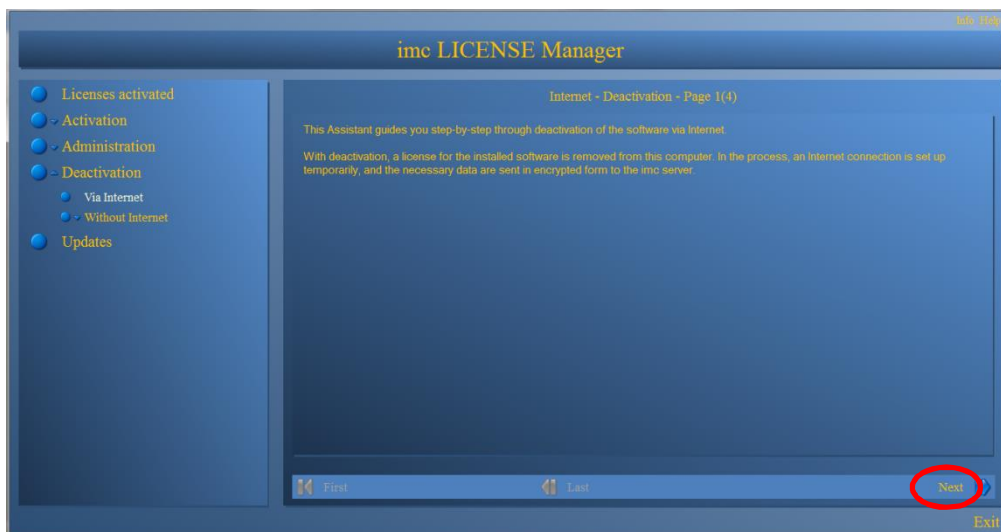 Info Help
imc LICENSE Manager
Licenses activated
Activation
Administration
Deactivation
Via Internet
Without Internet
Updates
Internet - Deactivation - Page 1(4)
This Assistant guides you step-by-step through deactivation of the software via Internet.
With deactivation, a license for the installed software is removed from this computer. In the process, an Internet connection is set up
temporarily, and the necessary data are sent in encrypted form to the imc server.
First Last Next
Exit